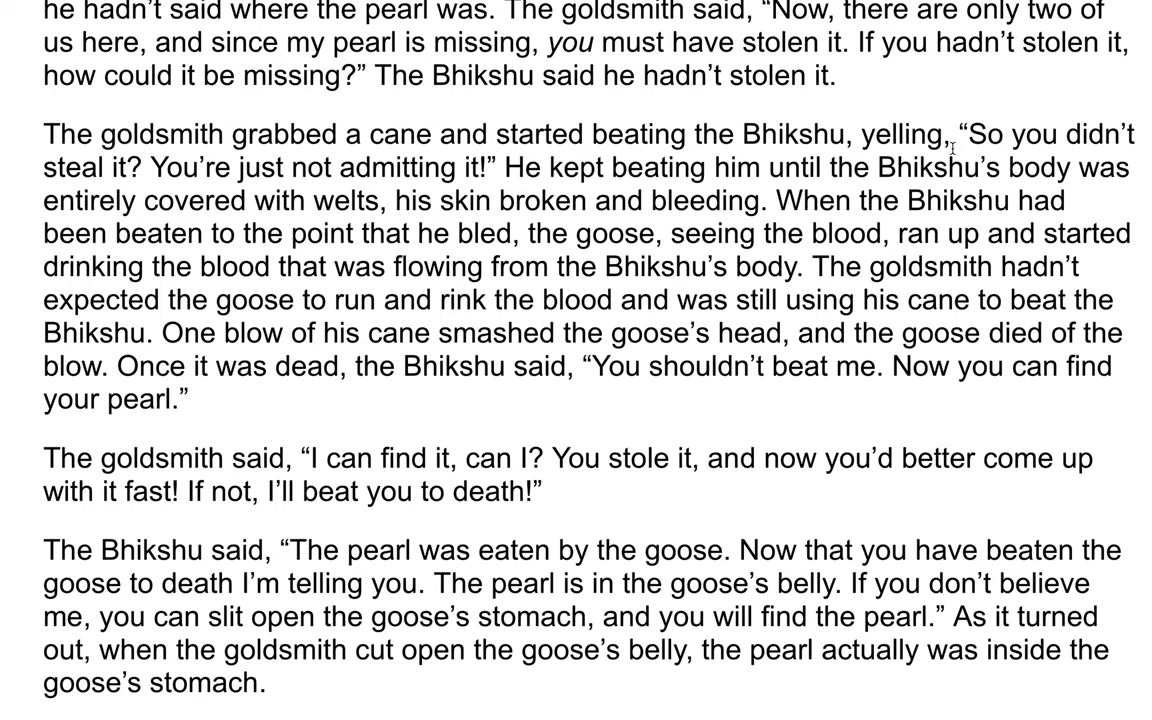 he hadn’t said where the pearl was. The goldsmith said, “Now, there are only two of
us here, and since my pearl is missing, you must have stolen it. If you hadn’t stolen it,
how could it be missing?” The Bhikshu said he hadn’t stolen it.
The goldsmith grabbed a cane and started beating the Bhikshu, yelling, “So you didn’t
steal it? You’re just not admitting it!” He kept beating him until the Bhikshu’s body was
entirely covered with welts, his skin broken and bleeding. When the Bhikshu had
been beaten to the point that he bled, the goose, seeing the blood, ran up and started
drinking the blood that was flowing from the Bhikshu’s body. The goldsmith hadn’t
expected the goose to run and rink the blood and was still using his cane to beat the
Bhikshu. One blow of his cane smashed the goose’s head, and the goose died of the
blow. Once it was dead, the Bhikshu said, “You shouldn’t beat me. Now you can find
your pearl.”
The goldsmith said, “I can find it, can I? You stole it, and now you’d better come up
with it fast! If not, I’ll beat you to death!”
The Bhikshu said, “The pearl was eaten by the goose. Now that you have beaten the
goose to death I’m telling you. The pearl is in the goose’s belly. If you don’t believe
me, you can slit open the goose’s stomach, and you will find the pearl.” As it turned
out, when the goldsmith cut open the goose’s belly, the pearl actually was inside the
goose’s stomach.